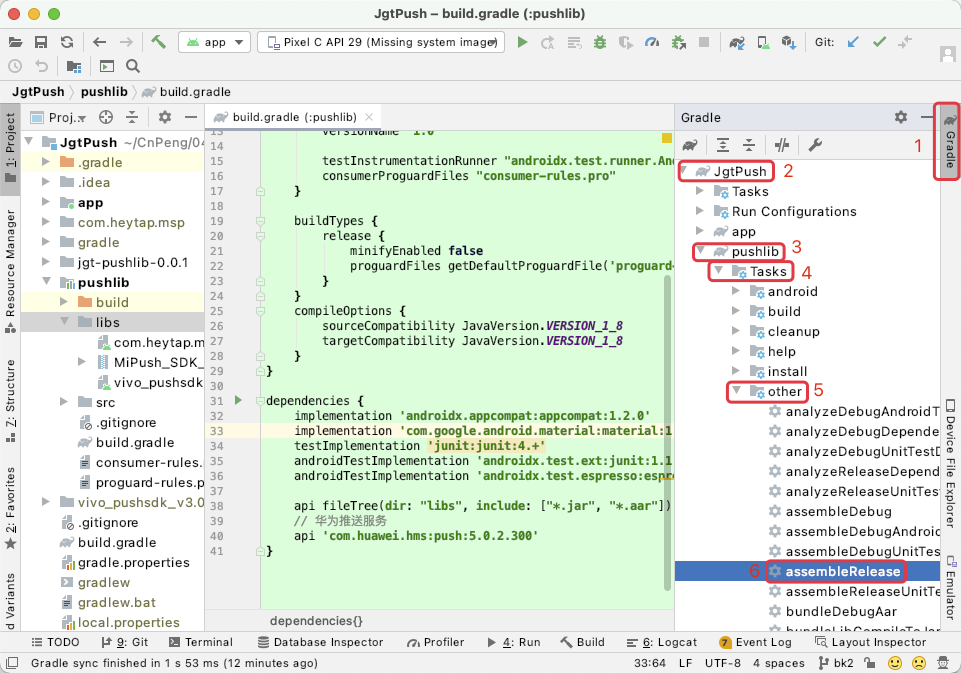 JgtPush – build.gradle (:pushlib)
app
Pixel C API 29 (Missing system image)
Git:
JgtPush
pushlib
build.gradle
Proj..
build.gradle (:pushlib)
Gradle
1: Project
Resource Manager
Z: Structure
2: Favorites
d Variants
JgtPush ~/CnPeng/04
.gradle
.idea
app
com.heytap.msp
gradle
jgt-pushlib-0.0.1
pushlib
build
libs
com.heytap.m
MiPush_SDK_
vivo_pushsdk
src
.gitignore
build.gradle
consumer-rules.
proguard-rules.p
vivo_pushsdk_v3.0
.gitignore
build.gradle
gradle.properties
gradlew
gradlew.bat
local.properties
13 versionName "1.0"
14
15 testInstrumentationRunner "androidx.test.runner.An
16 consumerProguardFiles "consumer-rules.pro"
17 }
18
19 buildTypes {
20 release {
21 minifyEnabled false
22 proguardFiles getDefaultProguardFile('proguard-
23 }
24 }
25 compileOptions {
26 sourceCompatibility JavaVersion.VERSION_1_8
27 targetCompatibility JavaVersion.VERSION_1_8
28 }
29 }
30
31 dependencies {
32 implementation 'androidx.appcompat:appcompat:1.2.0'
33 implementation 'com.google.android.material:material:1
34 testImplementation 'junit:junit:4.+'
35 androidTestImplementation 'androidx.test.ext:junit:1.1
36 androidTestImplementation 'androidx.test.espresso:espr
37
38 api fileTree(dir: "libs", include: ["*.jar", "*.aar"])
39 // 华为推送服务
40 api 'com.huawei.hms:push:5.0.2.300'
41 }
dependencies{}
1
Gradle
JgtPush 2
Tasks
Run Configurations
app
pushlib 3
Tasks 4
android
build
cleanup
help
install
other 5
analyzeDebugAndroidT
analyzeDebugDepende
analyzeDebugUnitTestD
analyzeReleaseDepend
analyzeReleaseUnitTes
assembleDebug
assembleDebugAndroi
assembleDebugUnitTes
6 assembleRelease
assembleReleaseUnitTe
bundleDebugAar
bundleLibCompileToJar
Device File Explorer
Emulator
TODO
9: Git
Terminal
Database Inspector
Profiler
4: Run
Build
6: Logcat
7 Event Log
Layout Inspector
Gradle sync finished in 1 s 53 ms (12 minutes ago)
33:64 LF UTF-8 4 spaces bk2